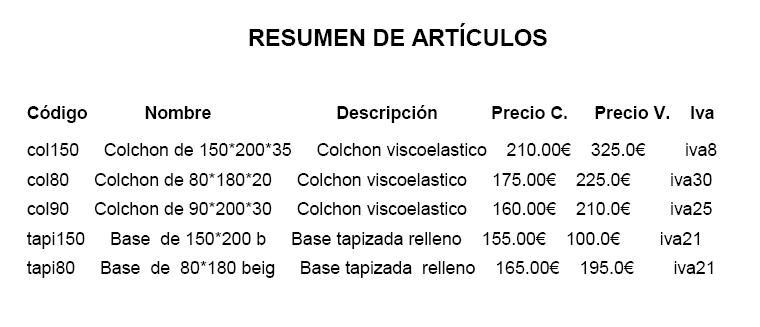 RESUMEN DE ARTÍCULOS
Código Nombre Descripción Precio C. Precio V. Iva
col150 Colchon de 150*200*35 Colchon viscoelastico 210.00€ 325.0€ iva8
col80 Colchon de 80*180*20 Colchon viscoelastico 175.00€ 225.0€ iva30
col90 Colchon de 90*200*30 Colchon viscoelastico 160.00€ 210.0€ iva25
tapi150 Base de 150*200 b Base tapizada relleno 155.00€ 100.0€ iva21
tapi80 Base de 80*180 beig Base tapizada relleno 165.00€ 195.0€ iva21